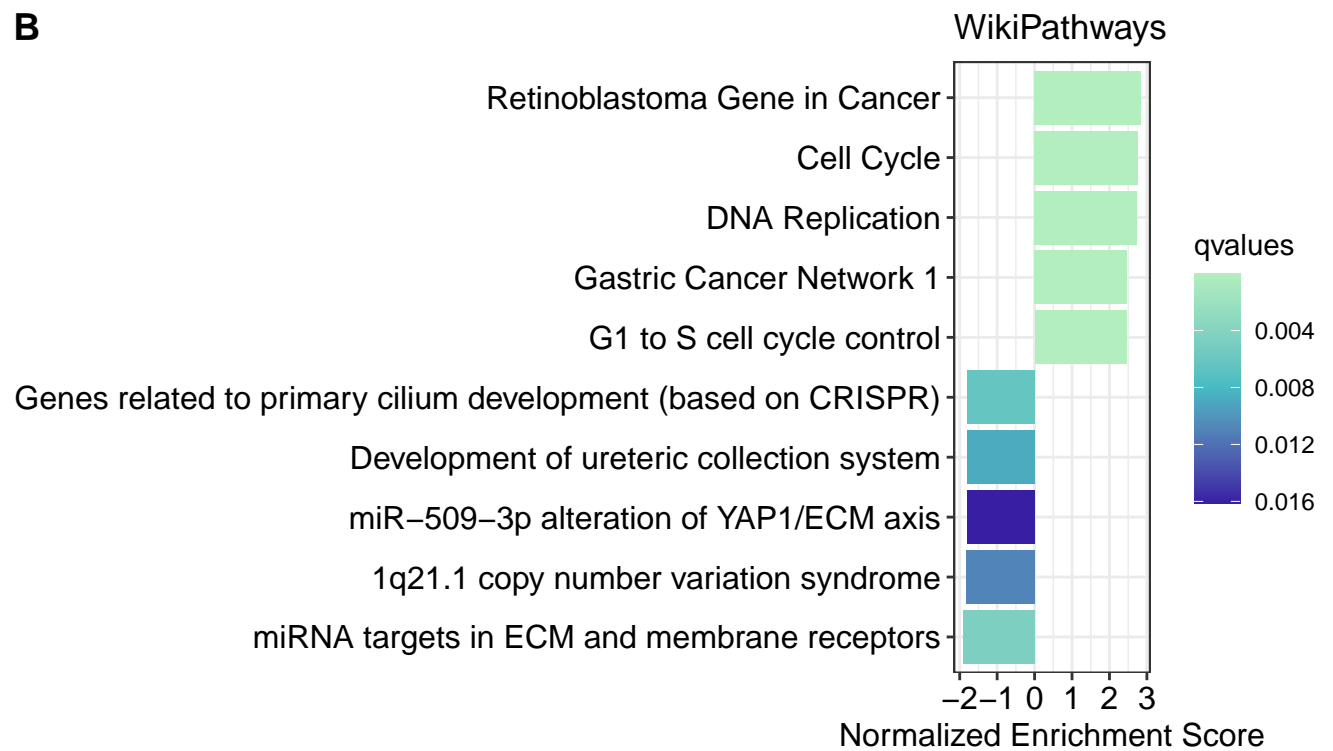 B
WikiPathways
Retinoblastoma Gene in Cancer
Cell Cycle
DNA Replication
Gastric Cancer Network 1
G1 to S cell cycle control
Genes related to primary cilium development (based on CRISPR)
Development of ureteric collection system
miR−509−3p alteration of YAP1/ECM axis
1q21.1 copy number variation syndrome
miRNA targets in ECM and membrane receptors
−2 −1 0 1 2 3
Normalized Enrichment Score
qvalues
0.004
0.008
0.012
0.016